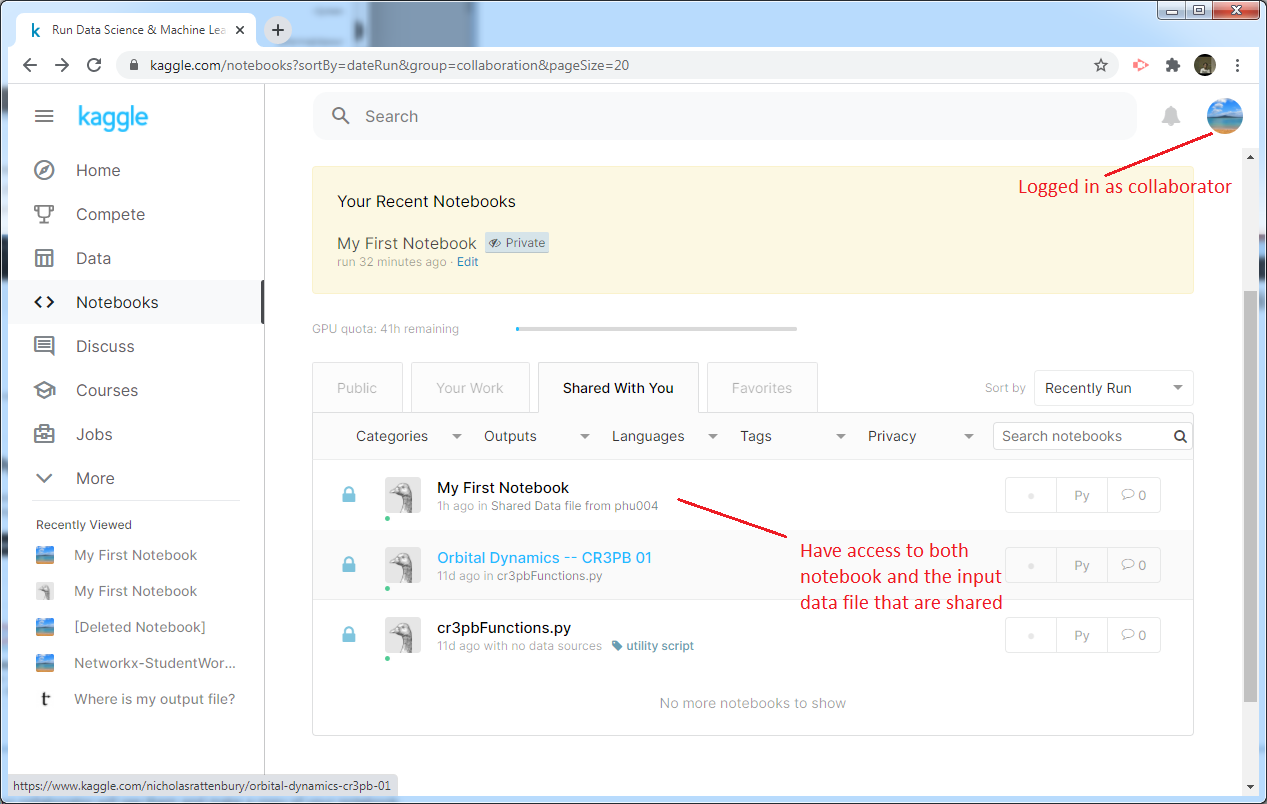 Run Data Science & Machine Lea
kaggle.com/notebooks?sortBy=dateRun&group=collaboration&pageSize=20
kaggle
Search
Logged in as collaborator
Home
Compete
Data
Notebooks
Discuss
Courses
Jobs
More
Recently Viewed
My First Notebook
My First Notebook
[Deleted Notebook]
Networkx-StudentWor...
Where is my output file?
Your Recent Notebooks
My First Notebook Private
run 32 minutes ago · Edit
GPU quota: 41h remaining
Public Your Work Shared With You Favorites Sort by Recently Run
Categories Outputs Languages Tags Privacy Search notebooks
My First Notebook
1h ago in Shared Data file from phu004
Py 0
Have access to both
notebook and the input
data file that are shared
Orbital Dynamics -- CR3PB 01
11d ago in cr3pbFunctions.py
Py 0
cr3pbFunctions.py
11d ago with no data sources utility script
Py 0
No more notebooks to show
https://www.kaggle.com/nicholasrattenbury/orbital-dynamics-cr3pb-01